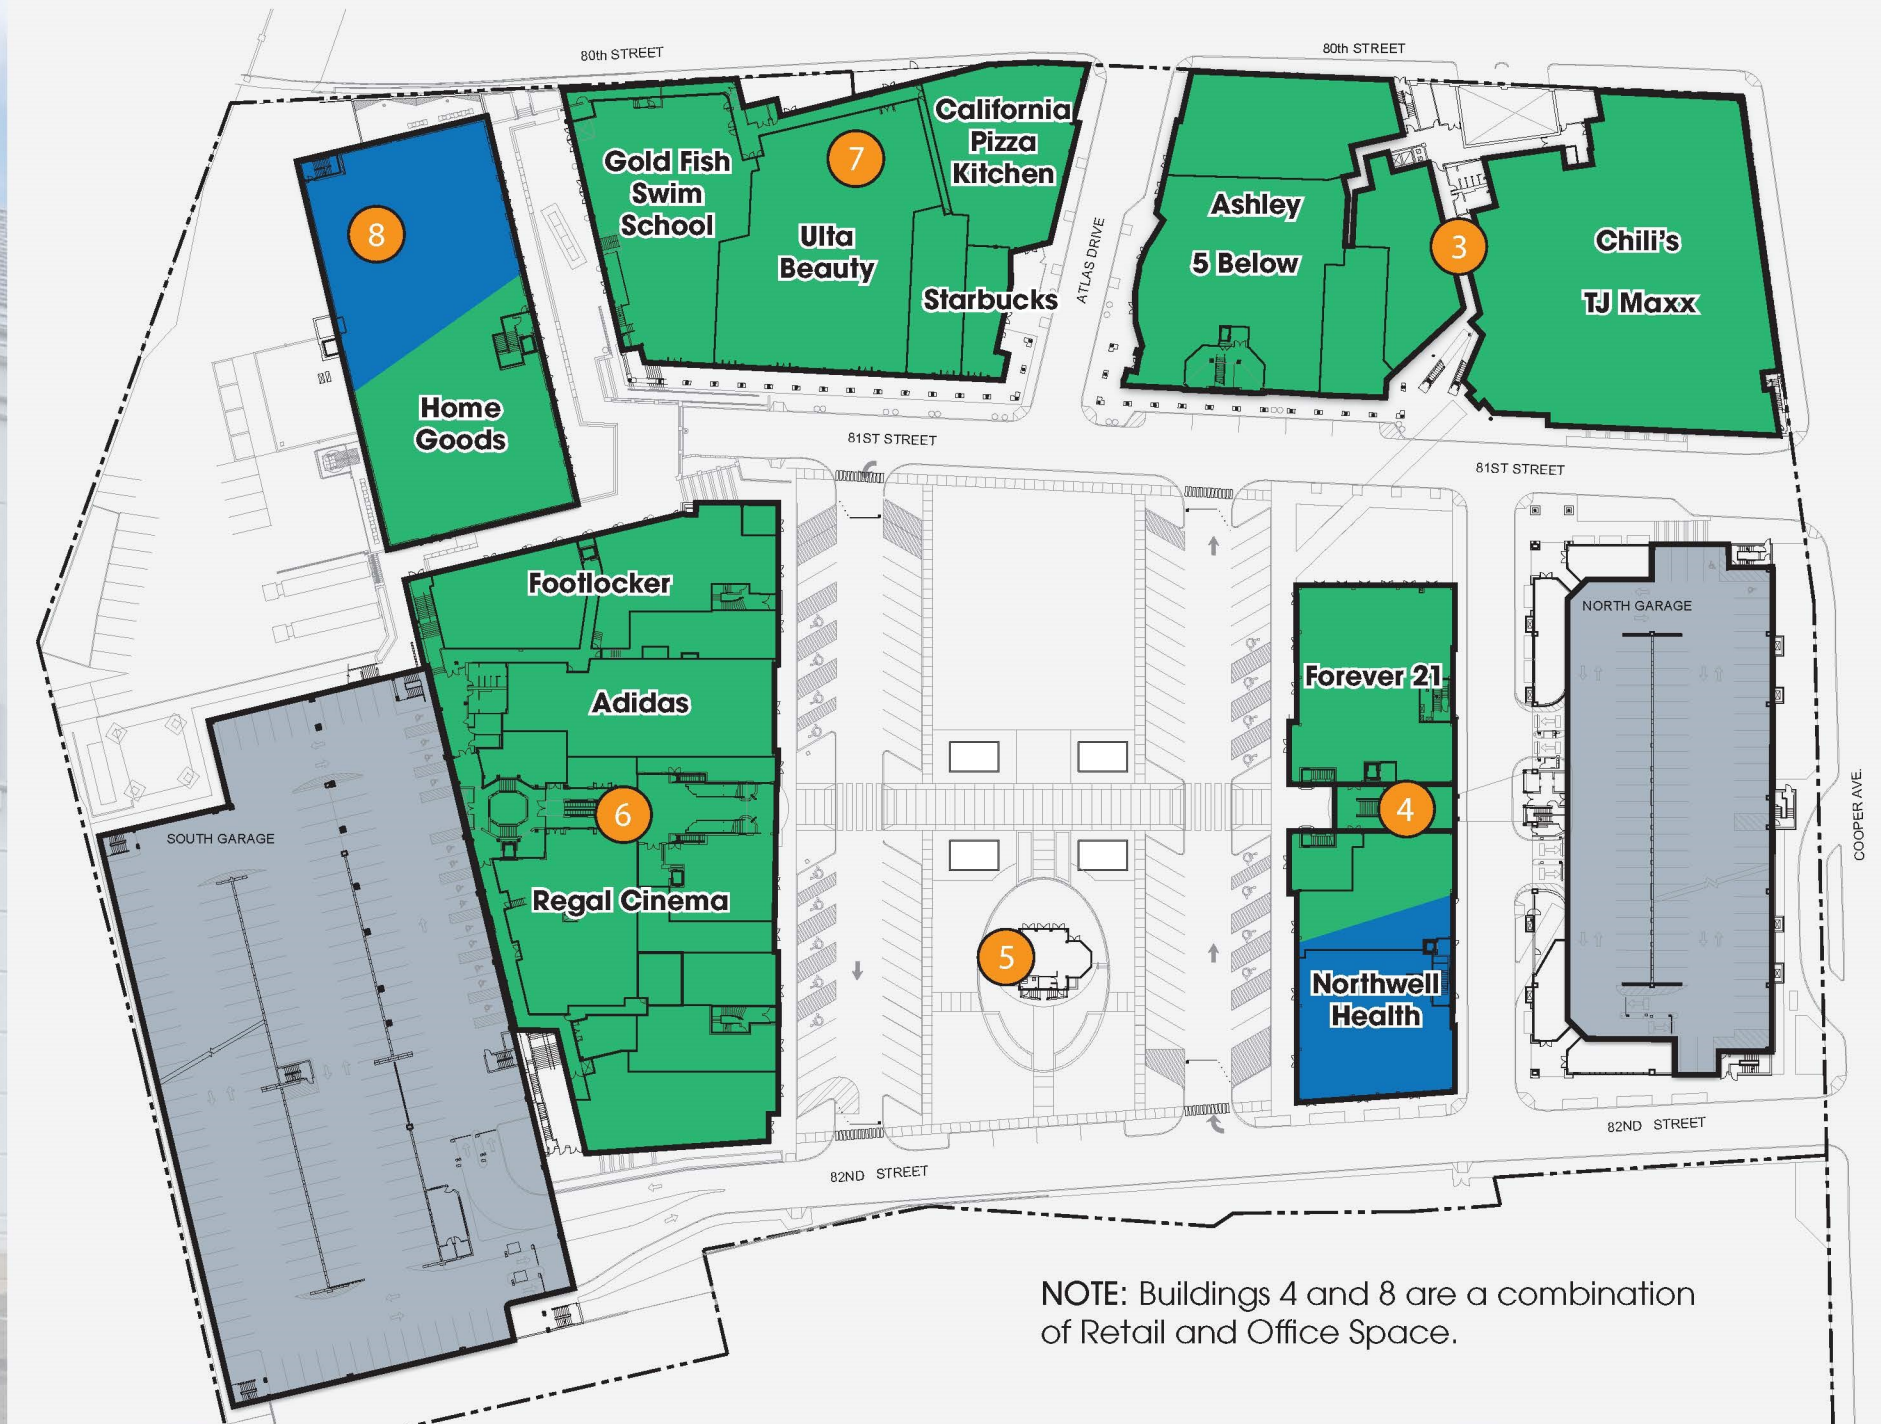 80th STREET
80th STREET
Gold Fish
Swim
School
7
Ulta
Beauty
California
Pizza
Kitchen
Starbucks
ATLAS DRIVE
Ashley
5 Below
3
Chili's
TJ Maxx
8
Home
Goods
81ST STREET
81ST STREET
Footlocker
Adidas
6
Regal Cinema
SOUTH GARAGE
5
Forever 21
4
Northwell
Health
NORTH GARAGE
COOPER AVE.
82ND STREET
82ND STREET
NOTE: Buildings 4 and 8 are a combination
of Retail and Office Space.